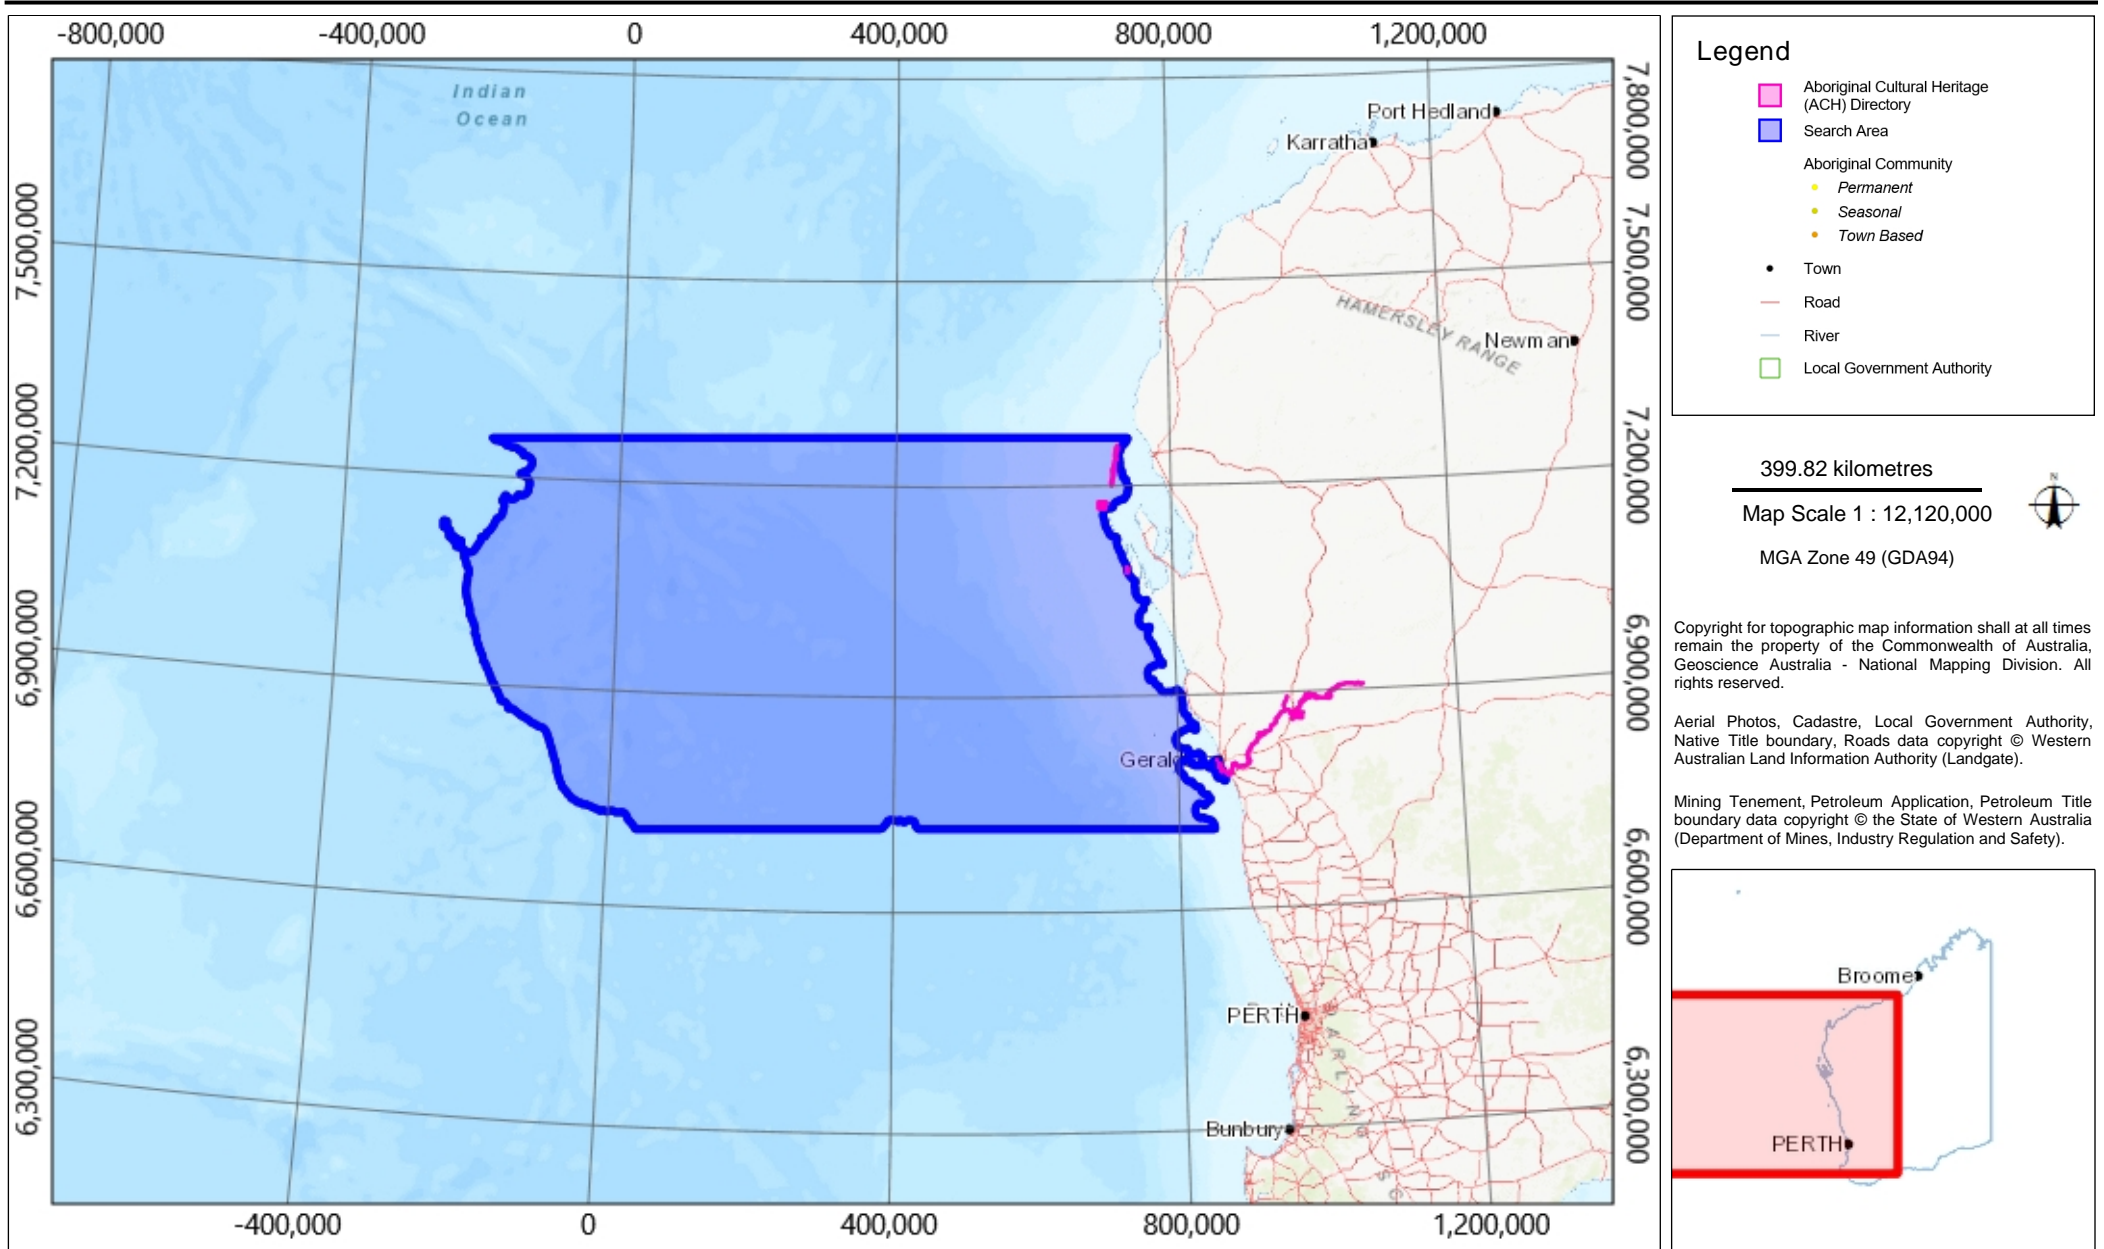 -800,000 -400,000 0 400,000 800,000 1,200,000
Indian
Ocean
Port Hedland
Karratha
HAMERSLEY RANGE
Newman
Geral
PERTH
DARLING
SC
Bunbury
7,500,000
7,200,000
6,900,000
6,600,000
6,300,000
7,800,000
7,500,000
7,200,000
6,900,000
6,600,000
6,300,000
-400,000 0 400,000 800,000 1,200,000
Legend
Aboriginal Cultural Heritage
(ACH) Directory
Search Area
Aboriginal Community
Permanent
Seasonal
Town Based
Town
Road
River
Local Government Authority
399.82 kilometres
Map Scale 1 : 12,120,000
MGA Zone 49 (GDA94)
N
Copyright for topographic map information shall at all times
remain the property of the Commonwealth of Australia,
Geoscience Australia - National Mapping Division. All
rights reserved.
Aerial Photos, Cadastre, Local Government Authority,
Native Title boundary, Roads data copyright © Western
Australian Land Information Authority (Landgate).
Mining Tenement, Petroleum Application, Petroleum Title
boundary data copyright © the State of Western Australia
(Department of Mines, Industry Regulation and Safety).
Broome
PERTH